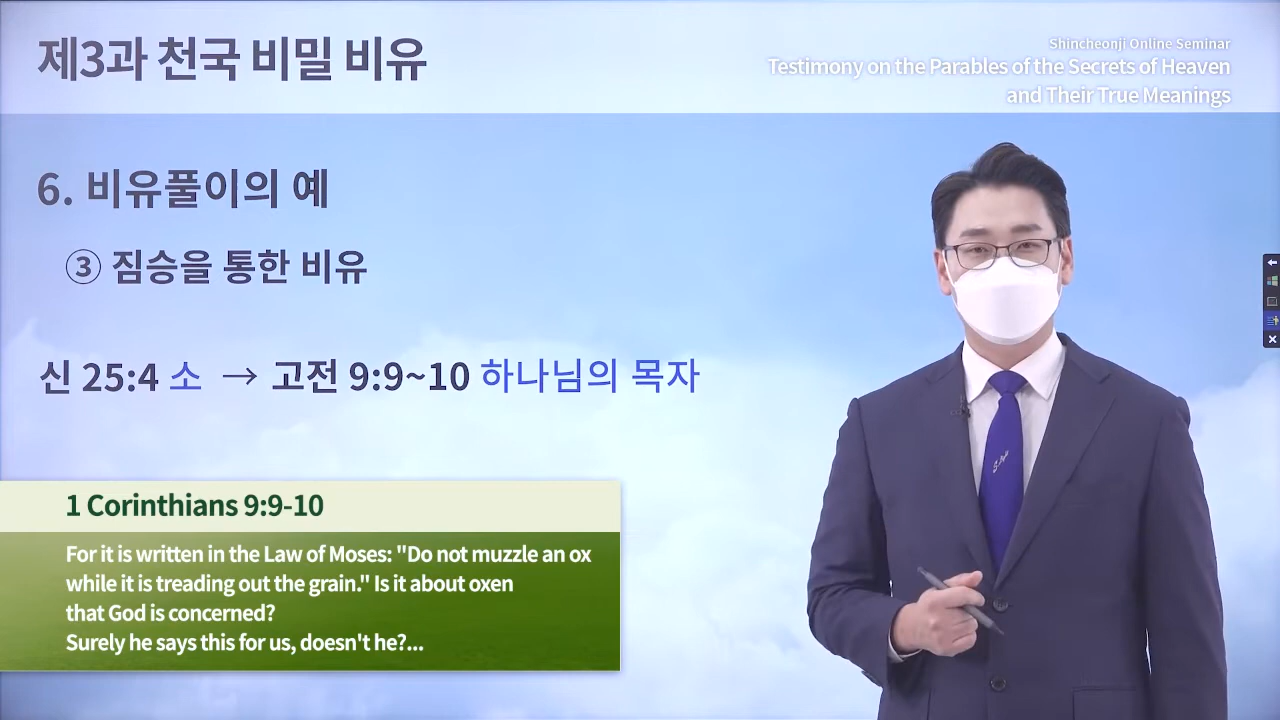 제3과 천국 비밀 비유
Shincheonji Online Seminar
Testimony on the Parables of the Secrets of Heaven
and Their True Meanings
6. 비유풀이의 예
③ 짐승을 통한 비유
신 25:4 소 → 고전 9:9~10 하나님의 목자
1 Corinthians 9:9-10
For it is written in the Law of Moses: "Do not muzzle an ox
while it is treading out the grain." Is it about oxen
that God is concerned?
Surely he says this for us, doesn't he?...